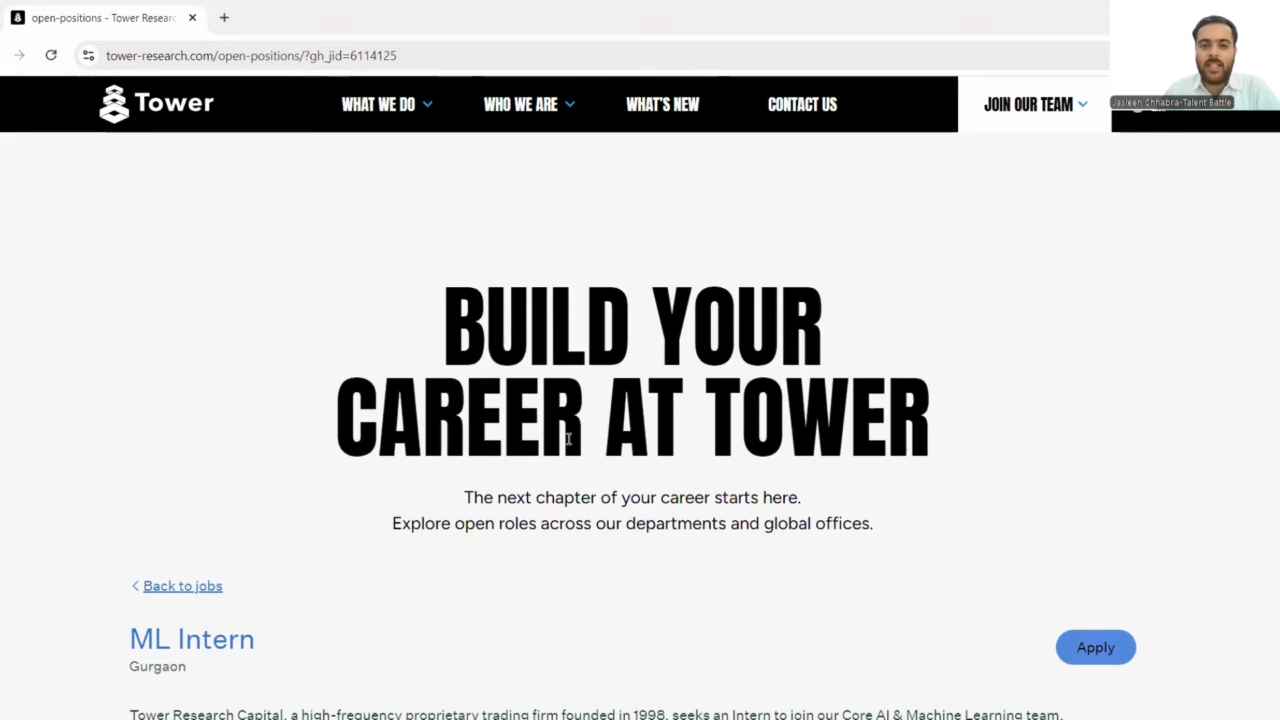 open-positions - Tower Researc
tower-research.com/open-positions/?gh_jid=6114125
Tower
WHAT WE DO
WHO WE ARE
WHAT'S NEW
CONTACT US
JOIN OUR TEAM
Jasleen Chhabra-Talent Battle
BUILD YOUR
CAREER AT TOWER
The next chapter of your career starts here.
Explore open roles across our departments and global offices.
Back to jobs
ML Intern
Apply
Gurgaon
Tower Research Capital, a high-frequency proprietary trading firm founded in 1998, seeks an Intern to join our Core AI & Machine Learning team.